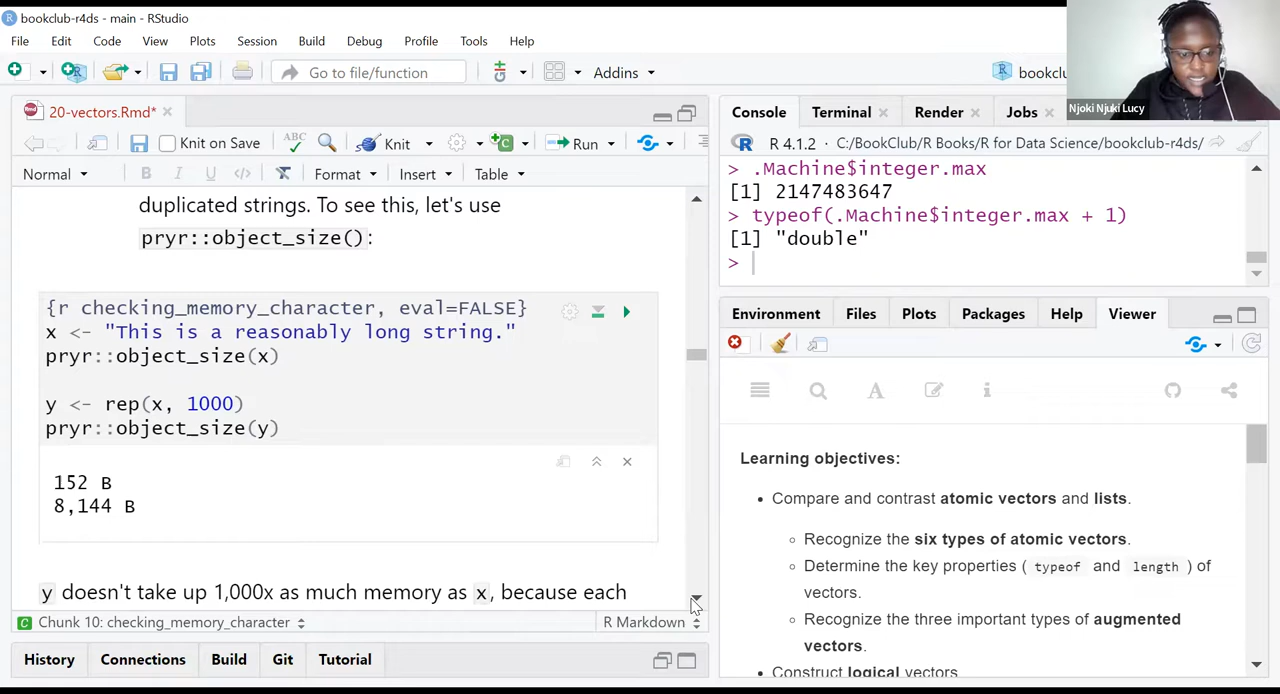 bookclub-r4ds - main - RStudio
File Edit Code View Plots Session Build Debug Profile Tools Help
Go to file/function Addins
Njoki Njuki Lucy
20-vectors.Rmd*
Knit on Save ABC Knit Run
Normal B I U </> Format Insert Table
duplicated strings. To see this, let's use
pryr::object_size():
{r checking_memory_character, eval=FALSE}
x <- "This is a reasonably long string."
pryr::object_size(x)
y <- rep(x, 1000)
pryr::object_size(y)
152 B
8,144 B
y doesn't take up 1,000x as much memory as x, because each
Chunk 10: checking_memory_character R Markdown
History Connections Build Git Tutorial
Console Terminal Render Jobs
R 4.1.2 . C:/BookClub/R Books/R for Data Science/bookclub-r4ds/
> .Machine$integer.max
[1] 2147483647
> typeof(.Machine$integer.max + 1)
[1] "double"
>
Environment Files Plots Packages Help Viewer
Learning objectives:
• Compare and contrast atomic vectors and lists.
○ Recognize the six types of atomic vectors.
○ Determine the key properties ( typeof and length ) of
vectors.
○ Recognize the three important types of augmented
vectors.
• Construct logical vectors